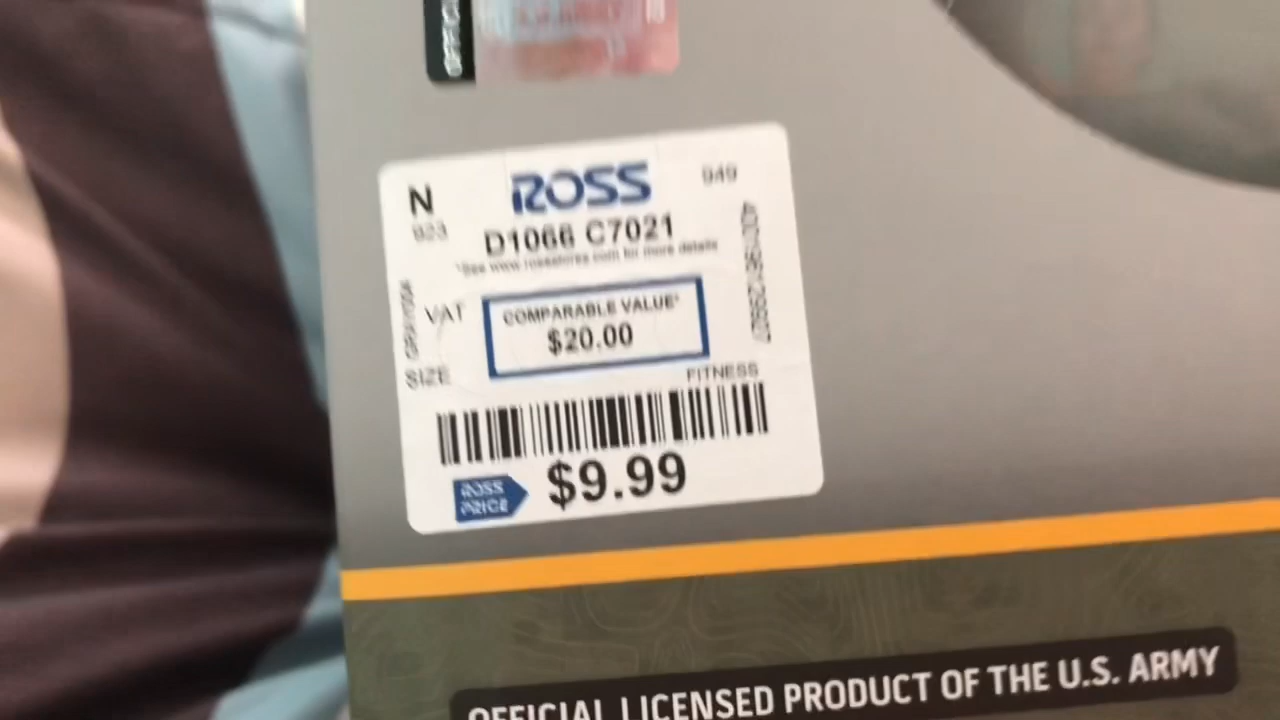 N
ROSS
949
923
D1066 C7021
*See www.rossstores.com for more details
VAT
COMPARABLE VALUE*
$20.00
SIZE
FITNESS
ROSS
PRICE
$9.99
OFFICIAL LICENSED PRODUCT OF THE U.S. ARMY